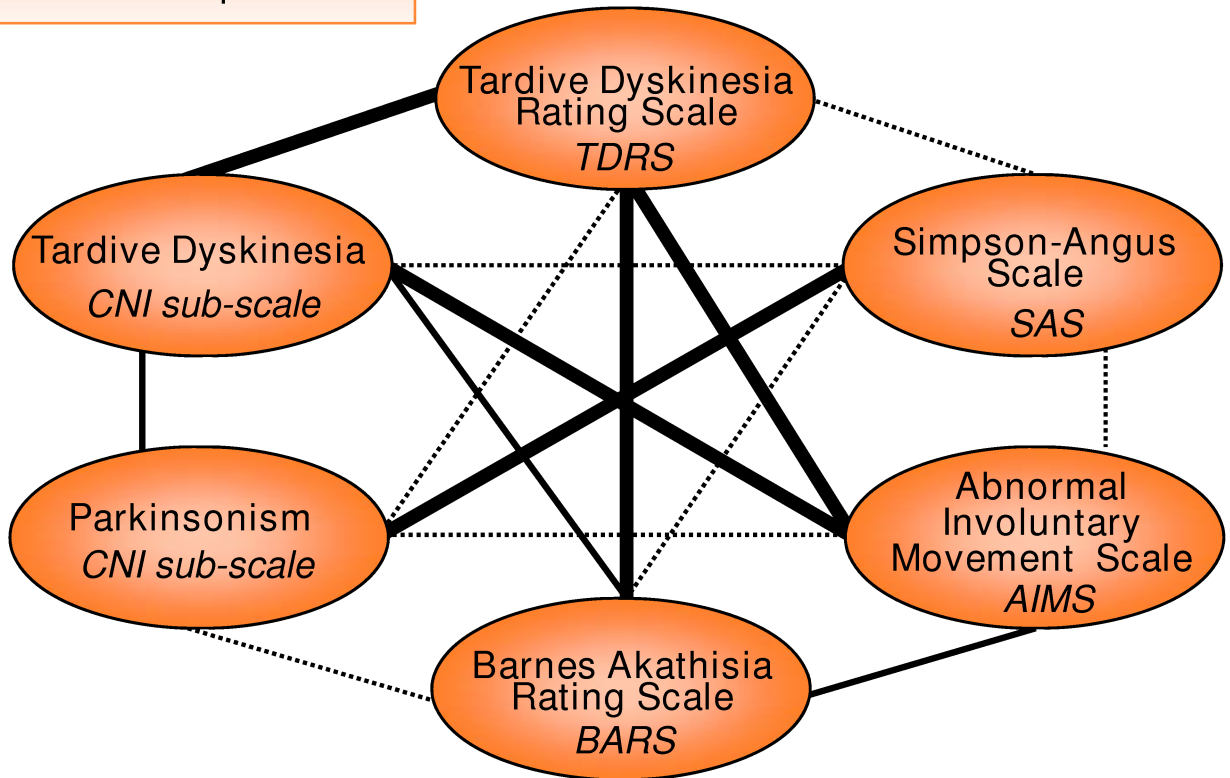 Tardive Dyskinesia
Rating Scale
TDRS
Tardive Dyskinesia
CNI sub-scale
Simpson-Angus
Scale
SAS
Parkinsonism
CNI sub-scale
Abnormal
Involuntary
Movement Scale
AIMS
Barnes Akathisia
Rating Scale
BARS